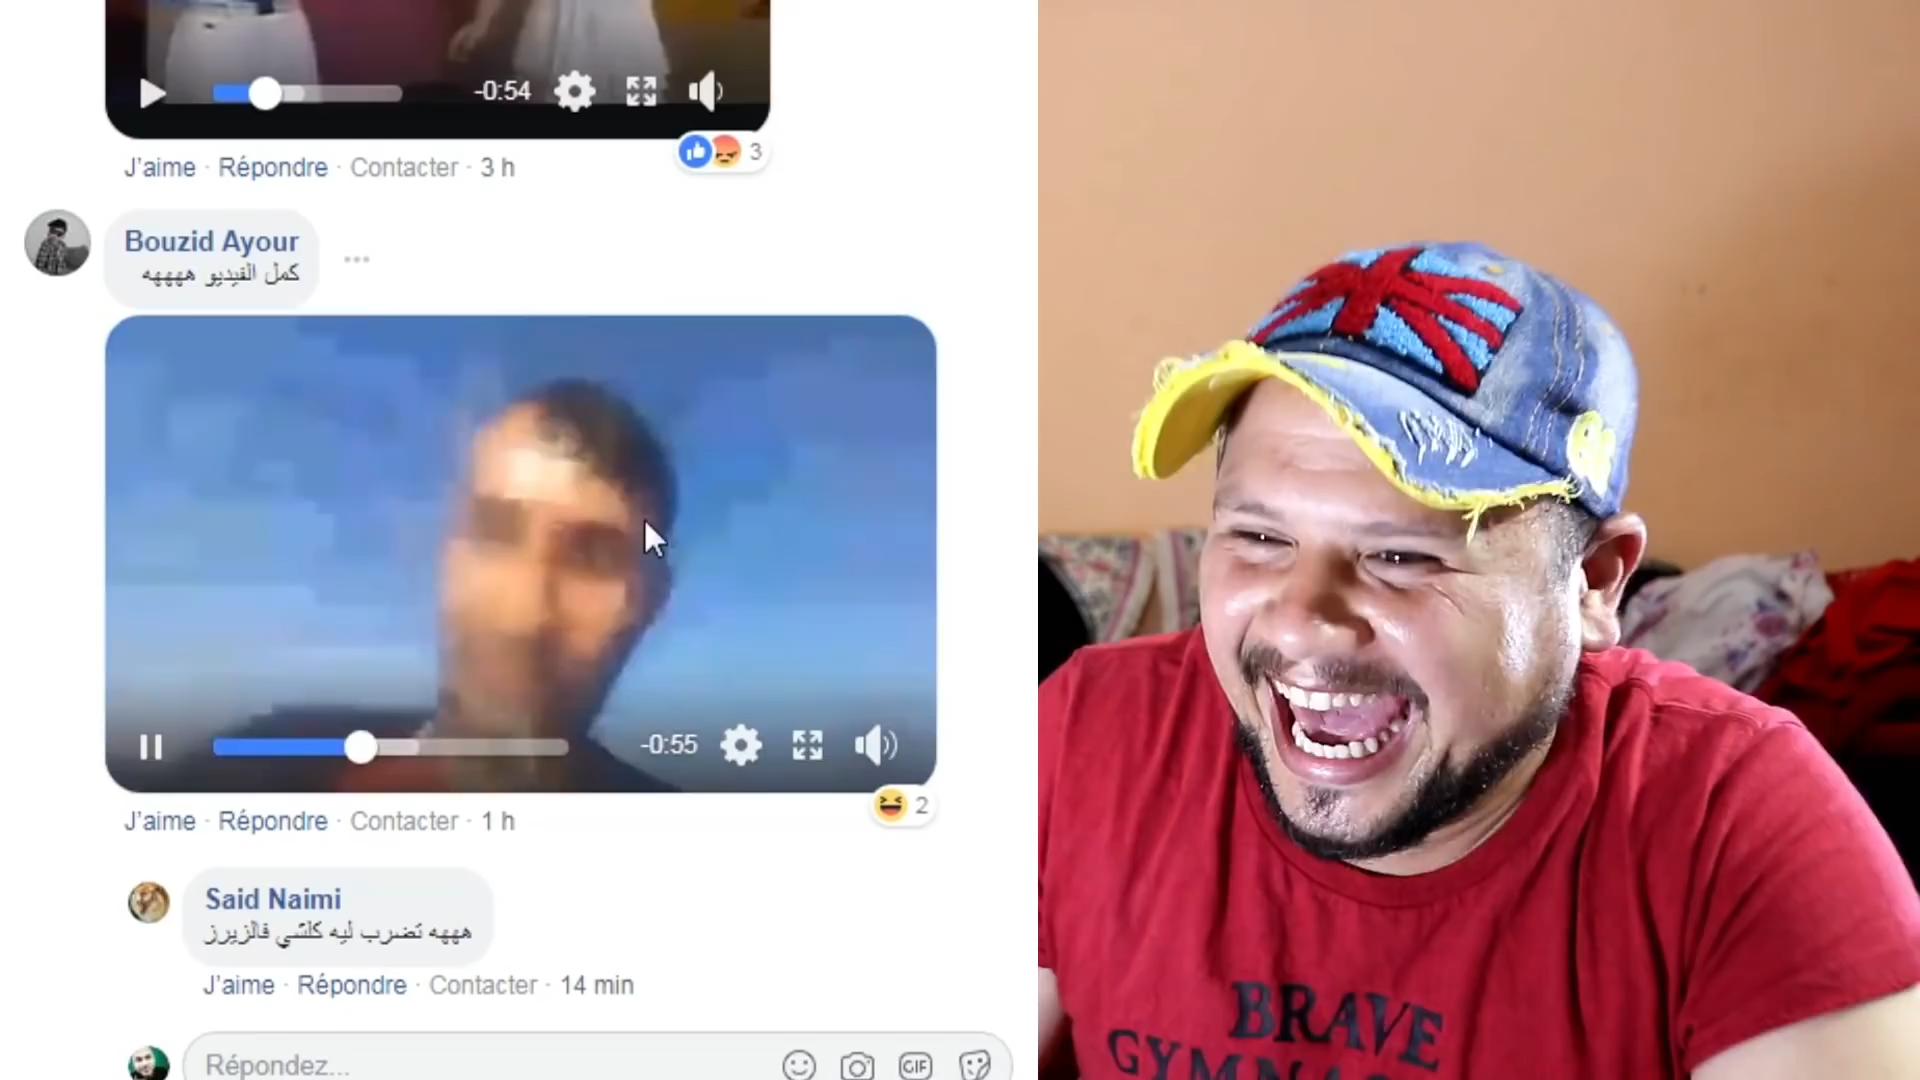 -0:54
3
J'aime · Répondre · Contacter · 3 h
Bouzid Ayour
كمل الفيديو ههههه
-0:55
2
J'aime · Répondre · Contacter · 1 h
Said Naimi
هههه تضرب ليه كلشي فالزيرز
J'aime · Répondre · Contacter · 14 min
Répondez...
GIF
BRAVE